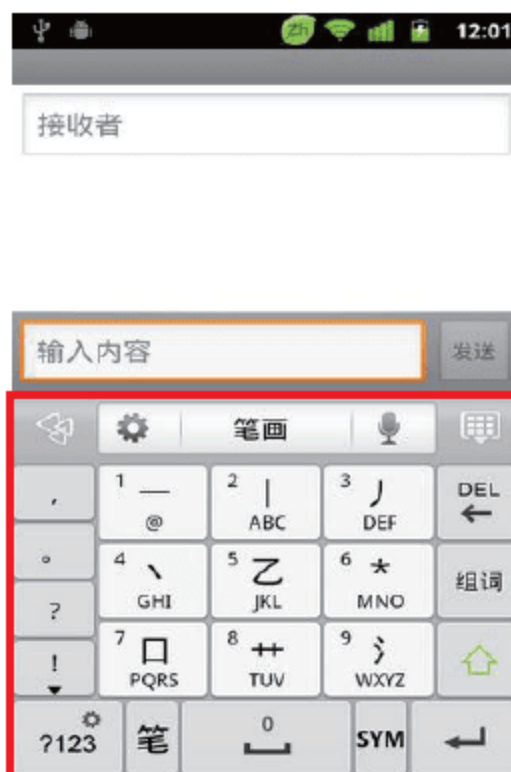 Zh 12:01
接收者
输入内容 发送
笔画
, 1 一 @ 2 丨 ABC 3 丿 DEF DEL
。 4 丶 GHI 5 乙 JKL 6 * MNO 组词
?
! 7 口 PQRS 8 艹 TUV 9 氵 WXYZ
?123 笔 0 SYM